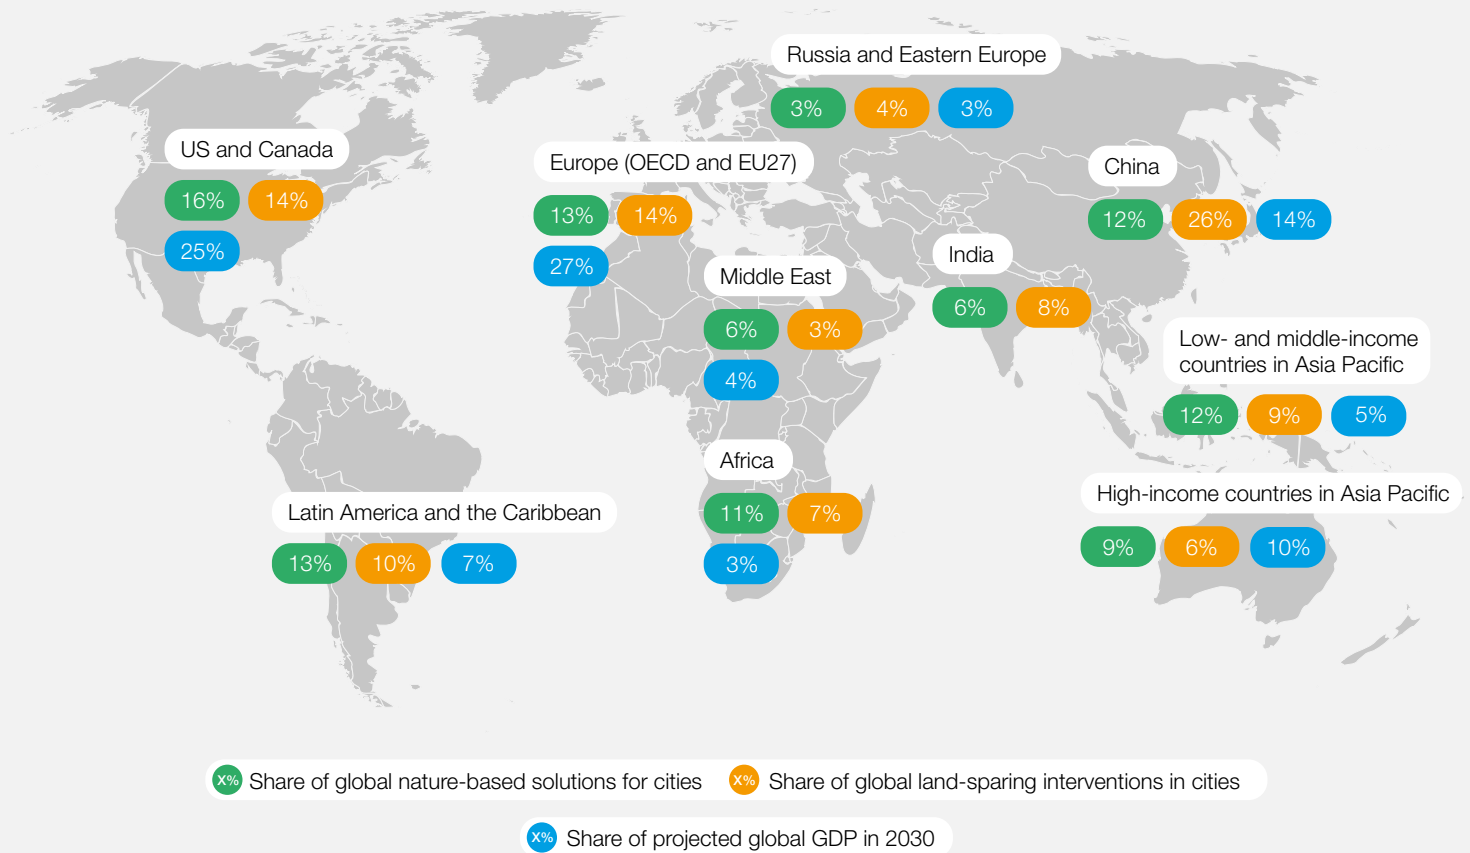 Russia and Eastern Europe
3% 4% 3%
US and Canada
16% 14%
25%
Europe (OECD and EU27)
13% 14%
27%
China
12% 26% 14%
India
6% 8%
Middle East
6% 3%
4%
Low- and middle-income
countries in Asia Pacific
12% 9% 5%
Africa
11% 7%
3%
High-income countries in Asia Pacific
9% 6% 10%
Latin America and the Caribbean
13% 10% 7%
X% Share of global nature-based solutions for cities X% Share of global land-sparing interventions in cities
X% Share of projected global GDP in 2030